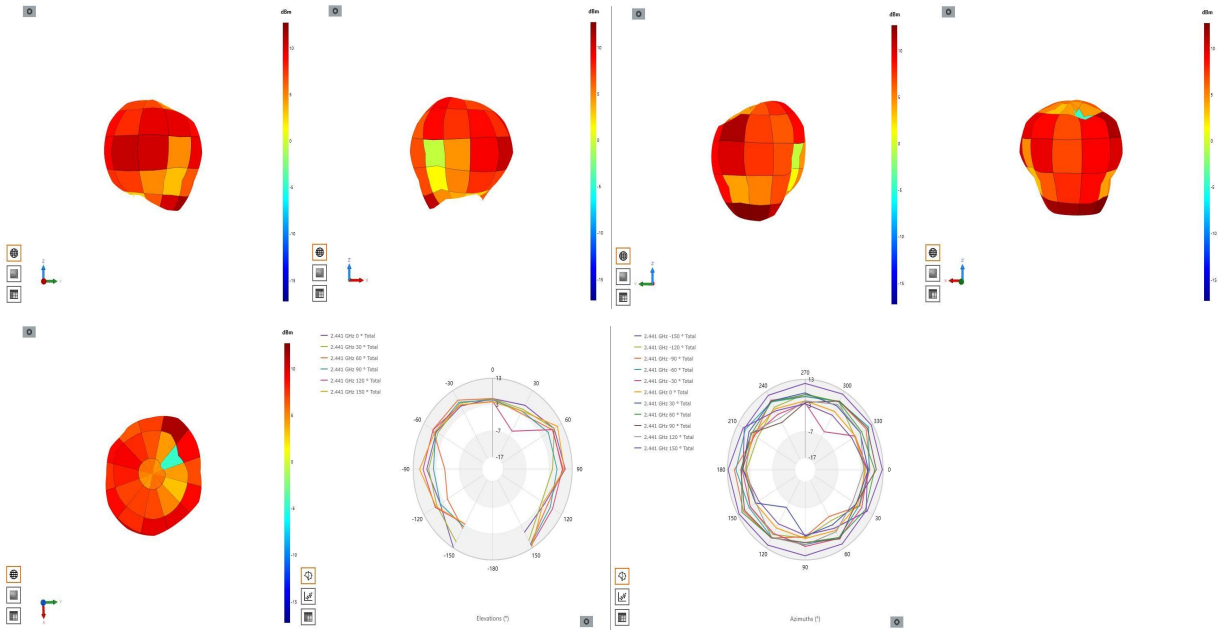 dBm
10
5
0
-5
-10
-15
Z
Y
dBm
10
5
0
-5
-10
-15
Z
X
dBm
10
5
0
-5
-10
-15
Z
dBm
10
5
0
-5
-10
-15
Z
X
dBm
10
5
0
-5
-10
-15
Y
X
2.441 GHz 0 ° Total
2.441 GHz 30 ° Total
2.441 GHz 60 ° Total
2.441 GHz 90 ° Total
2.441 GHz 120 ° Total
2.441 GHz 150 ° Total
0
13
-30
30
3
-60
60
-7
-17
-90
90
-120
120
-150
150
-180
Elevations (°)
2.441 GHz -150 ° Total
2.441 GHz -120 ° Total
2.441 GHz -90 ° Total
2.441 GHz -60 ° Total
2.441 GHz -30 ° Total
2.441 GHz 0 ° Total
2.441 GHz 30 ° Total
2.441 GHz 60 ° Total
2.441 GHz 90 ° Total
2.441 GHz 120 ° Total
2.441 GHz 150 ° Total
270
13
240
300
3
210
330
-7
-17
180
0
150
30
120
60
90
Azimuths (°)